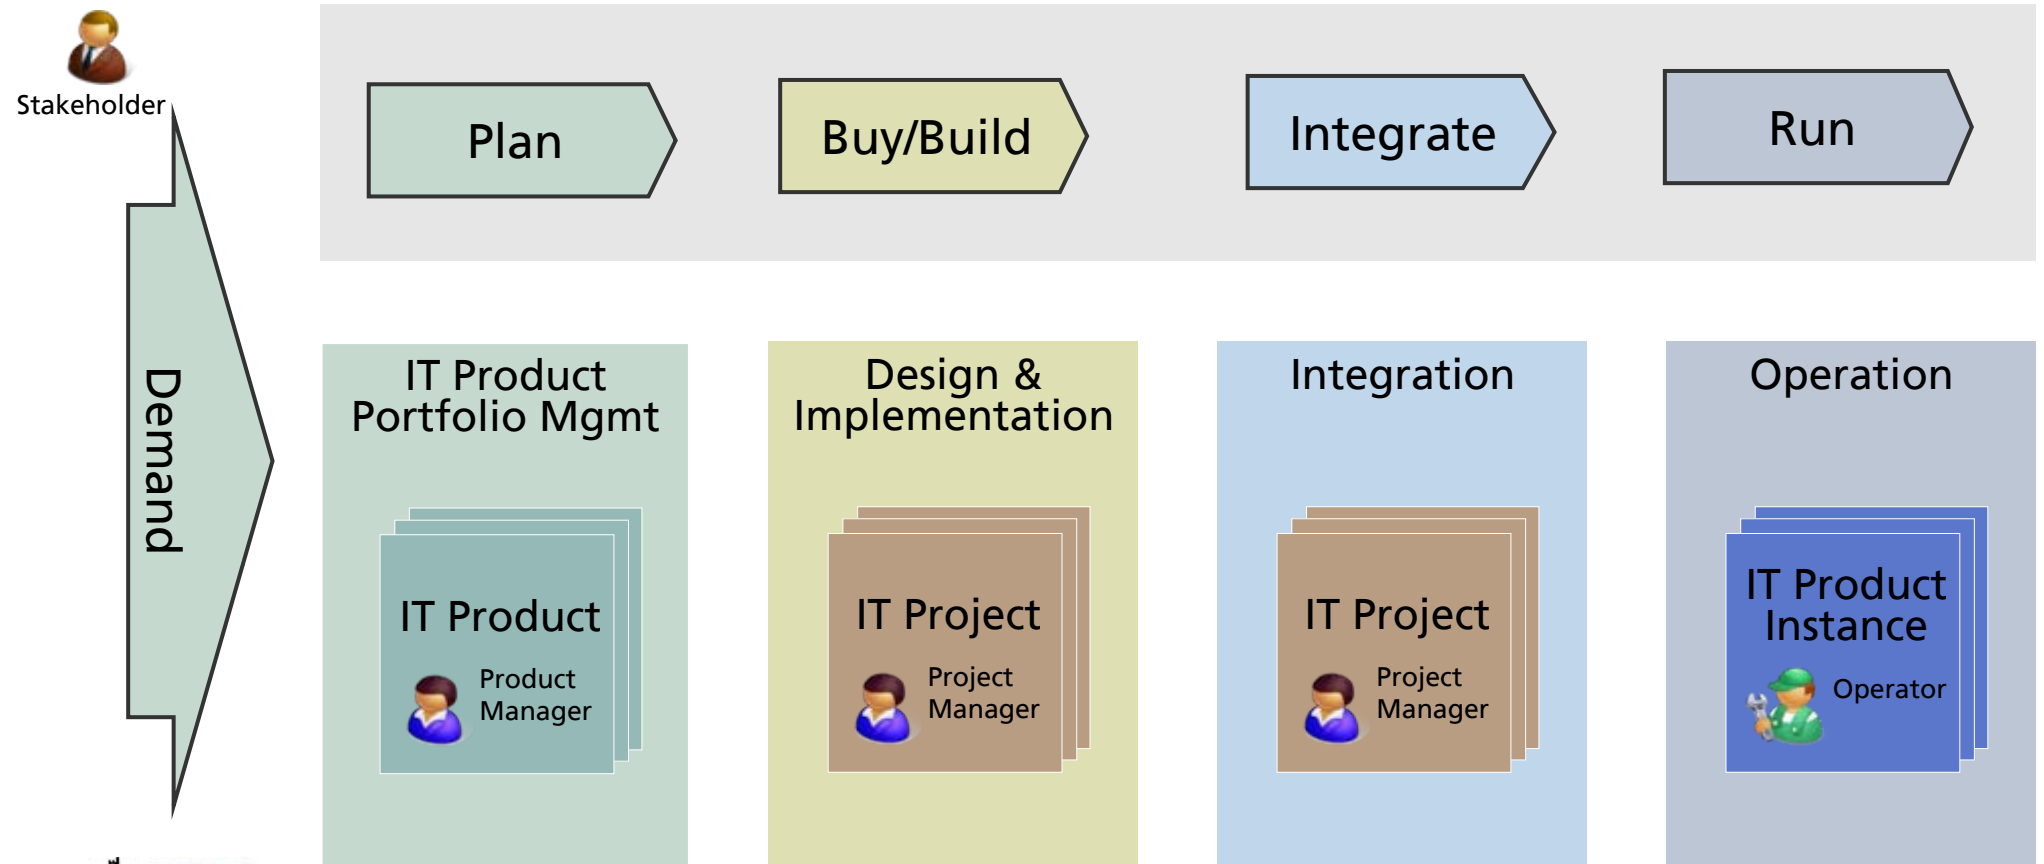 Stakeholder
Plan
Buy/Build
Integrate
Run
Demand
IT Product
Portfolio Mgmt
IT Product
Product
Manager
Design &
Implementation
IT Project
Project
Manager
Integration
IT Project
Project
Manager
Operation
IT Product
Instance
Operator